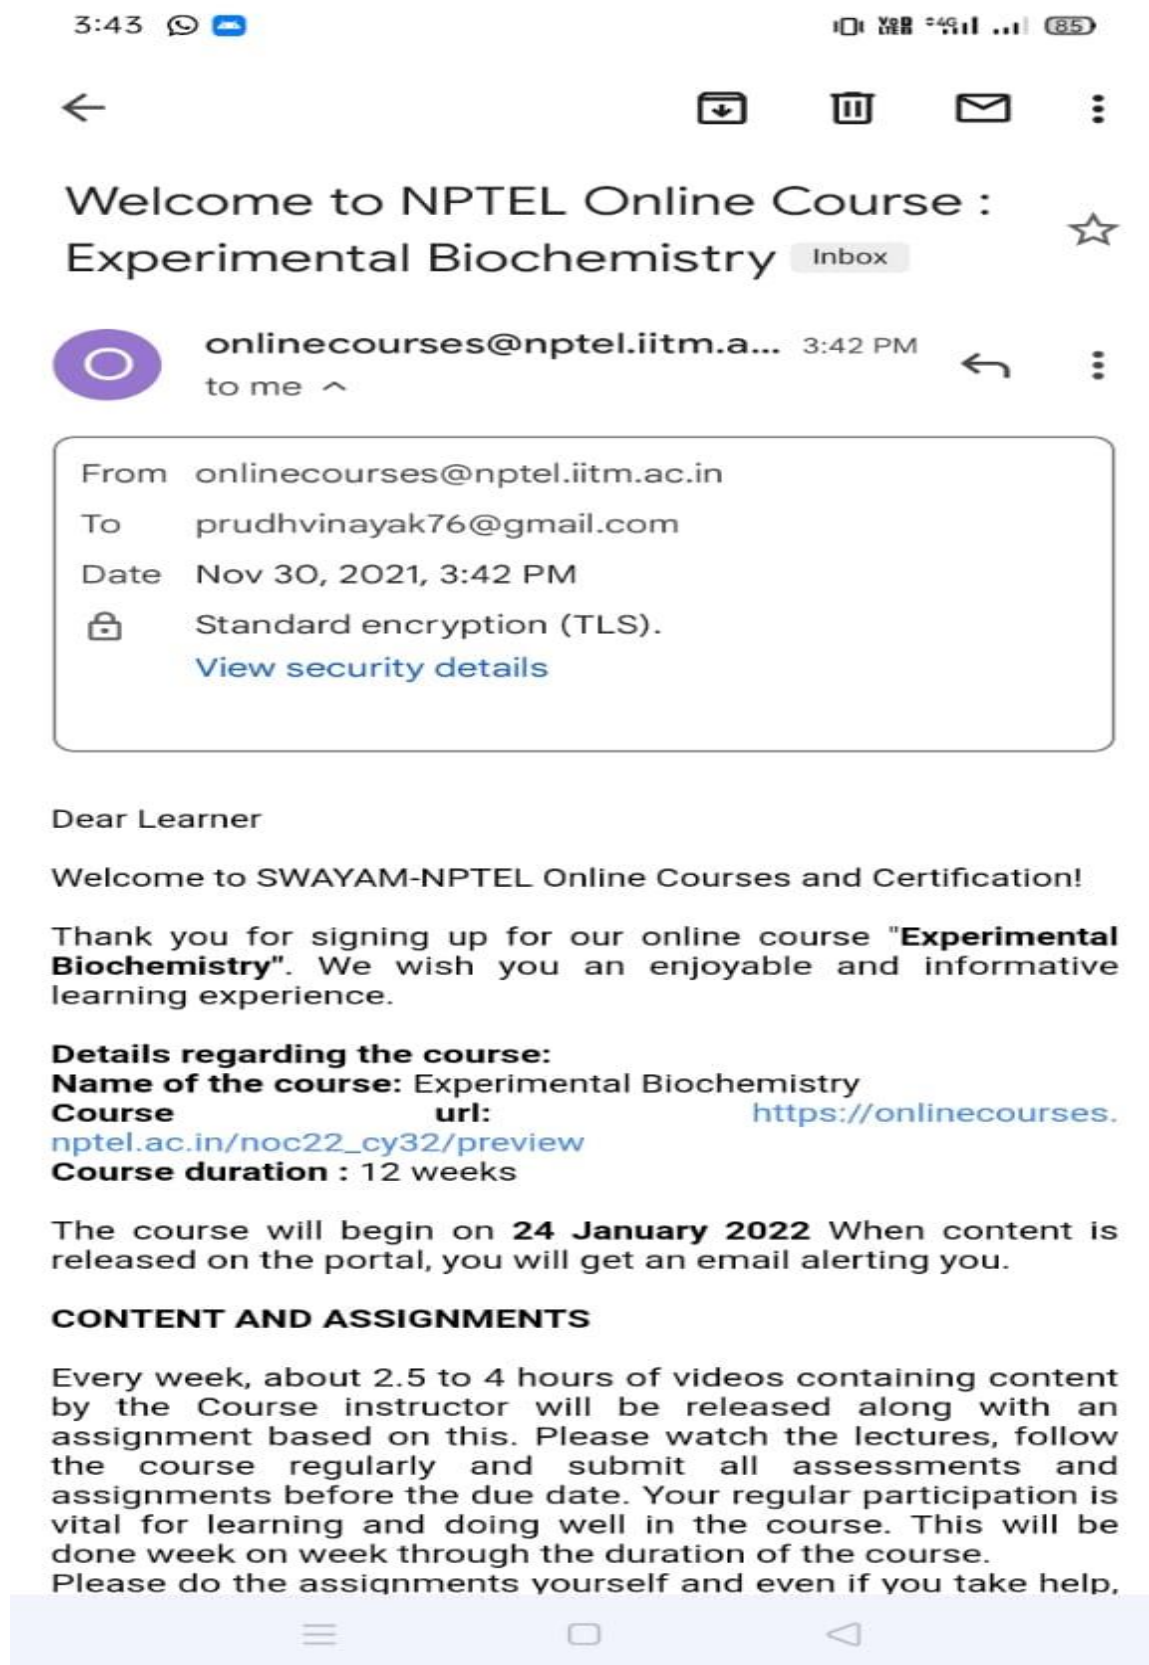 3:43 VoD LTED 4G 85
Welcome to NPTEL Online Course :
Experimental Biochemistry Inbox
O
onlinecourses@nptel.iitm.a... 3:42 PM
to me
From onlinecourses@nptel.iitm.ac.in
To prudhvinayak76@gmail.com
Date Nov 30, 2021, 3:42 PM
Standard encryption (TLS).
View security details
Dear Learner
Welcome to SWAYAM-NPTEL Online Courses and Certification!
Thank you for signing up for our online course "Experimental
Biochemistry". We wish you an enjoyable and informative
learning experience.
Details regarding the course:
Name of the course: Experimental Biochemistry
Course url: https://onlinecourses.
nptel.ac.in/noc22_cy32/preview
Course duration : 12 weeks
The course will begin on 24 January 2022 When content is
released on the portal, you will get an email alerting you.
CONTENT AND ASSIGNMENTS
Every week, about 2.5 to 4 hours of videos containing content
by the Course instructor will be released along with an
assignment based on this. Please watch the lectures, follow
the course regularly and submit all assessments and
assignments before the due date. Your regular participation is
vital for learning and doing well in the course. This will be
done week on week through the duration of the course.
Please do the assignments yourself and even if you take help,